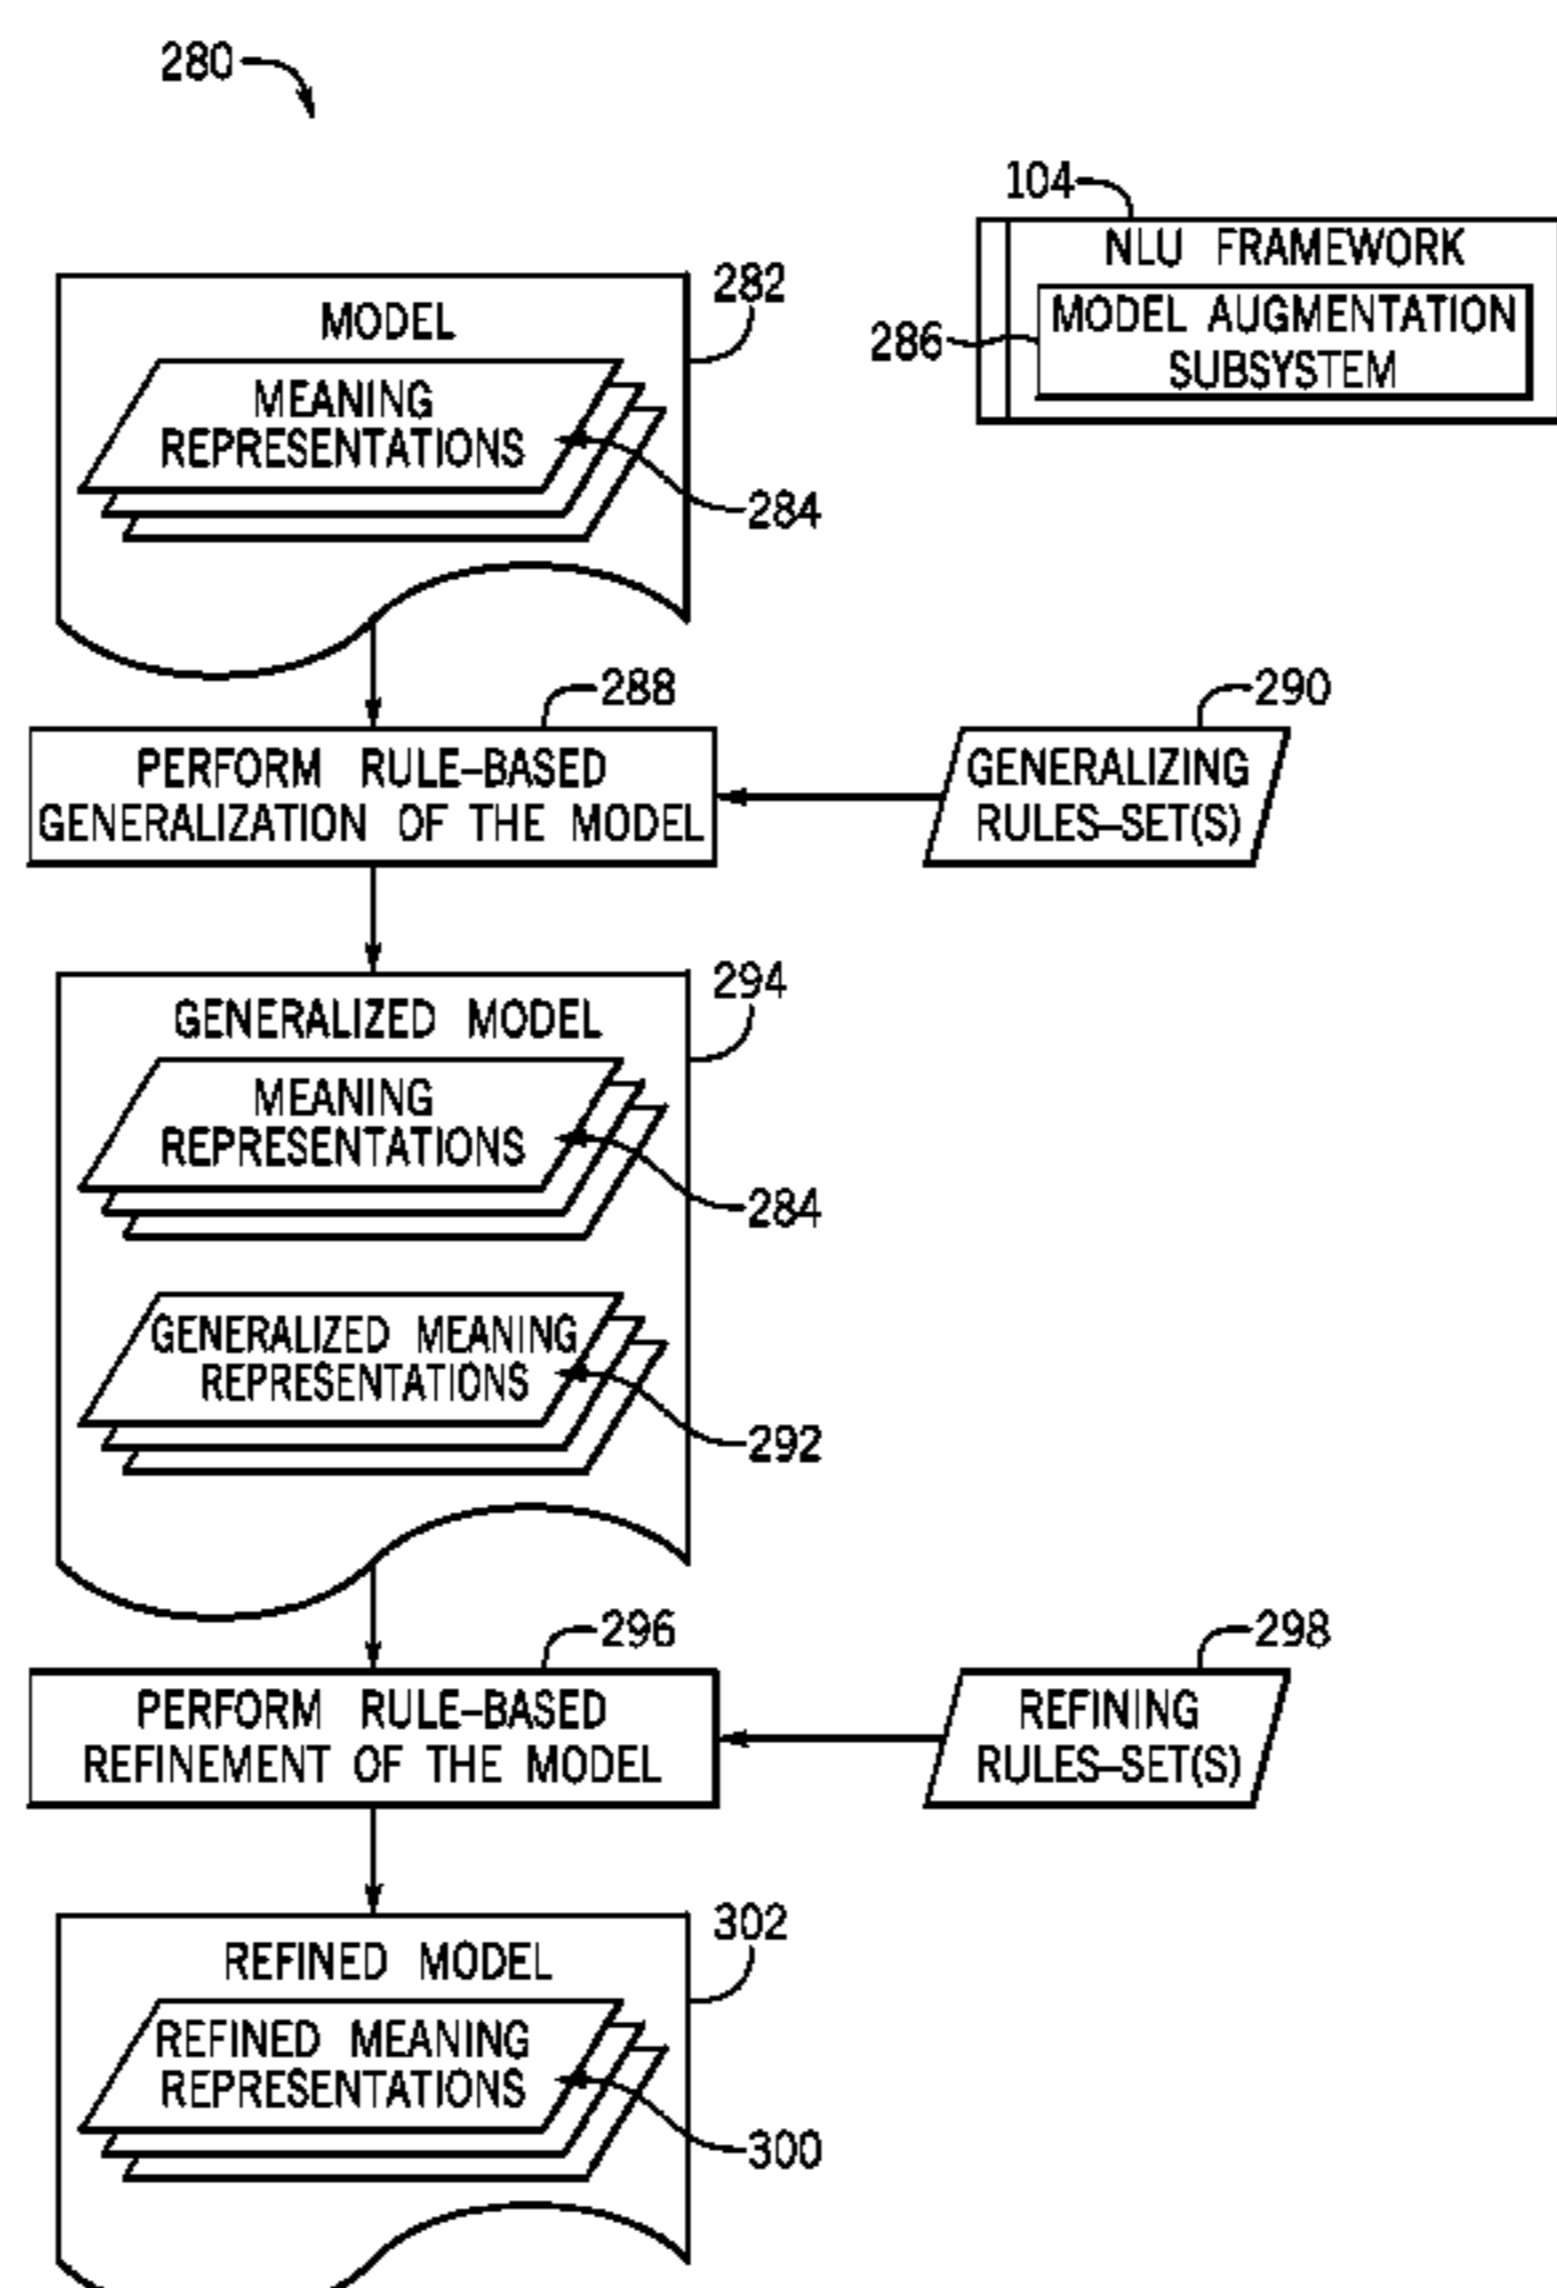 280
104
NLU FRAMEWORK
282
286
MODEL AUGMENTATION
SUBSYSTEM
MODEL
MEANING
REPRESENTATIONS
284
288
290
PERFORM RULE-BASED
GENERALIZATION OF THE MODEL
GENERALIZING
RULES-SET(S)
294
GENERALIZED MODEL
MEANING
REPRESENTATIONS
284
GENERALIZED MEANING
REPRESENTATIONS
292
296
298
PERFORM RULE-BASED
REFINEMENT OF THE MODEL
REFINING
RULES-SET(S)
302
REFINED MODEL
REFINED MEANING
REPRESENTATIONS
300